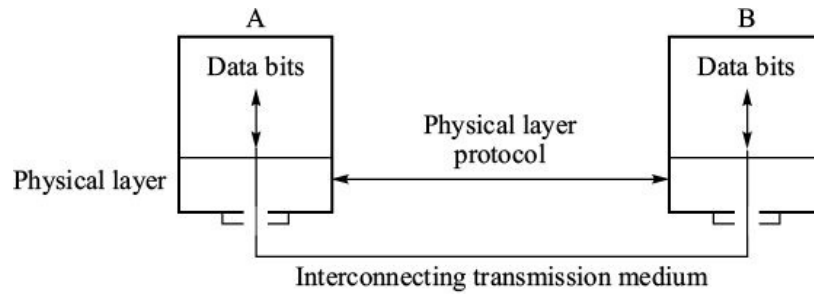 A
B
Data bits
Data bits
Physical layer
protocol
Physical layer
Interconnecting transmission medium